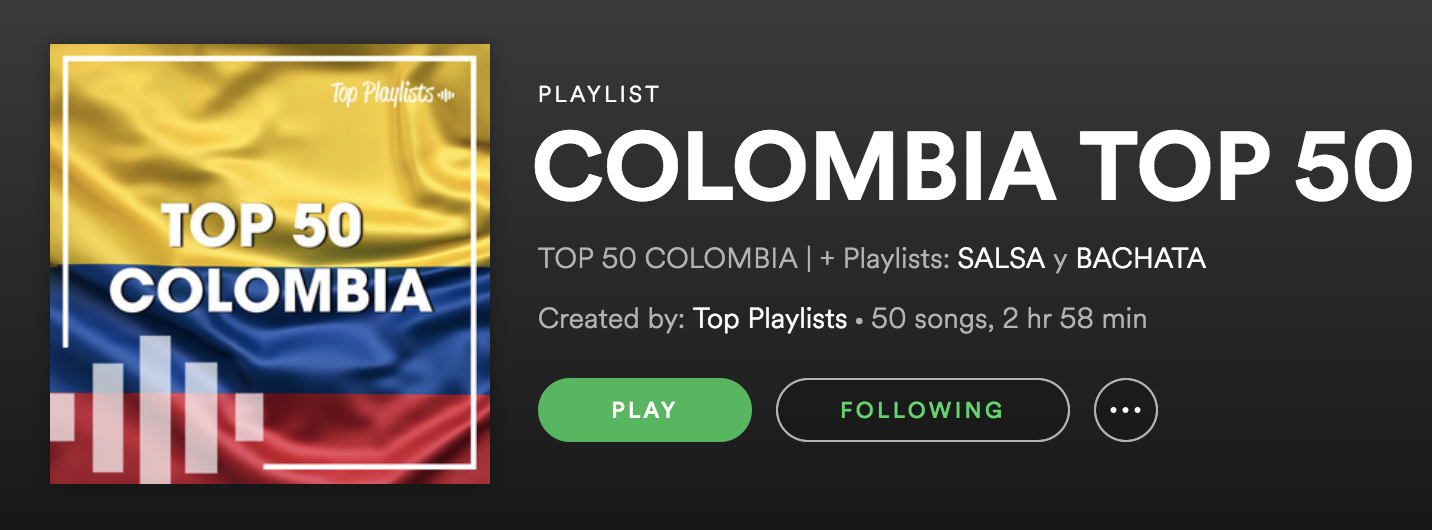 Top Playlists
TOP 50
COLOMBIA
PLAYLIST
COLOMBIA TOP 50
TOP 50 COLOMBIA | + Playlists: SALSA y BACHATA
Created by: Top Playlists • 50 songs, 2 hr 58 min
PLAY
FOLLOWING